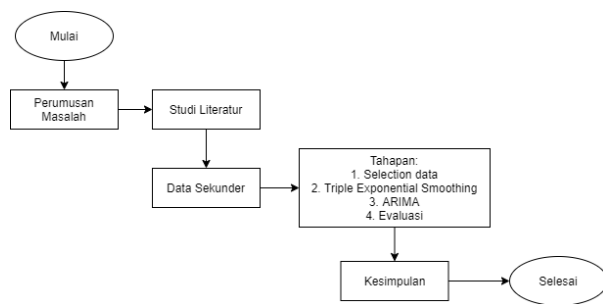 Mulai
Perumusan
Masalah
Studi Literatur
Data Sekunder
Tahapan:
1. Selection data
2. Triple Exponential Smoothing
3. ARIMA
4. Evaluasi
Kesimpulan
Selesai